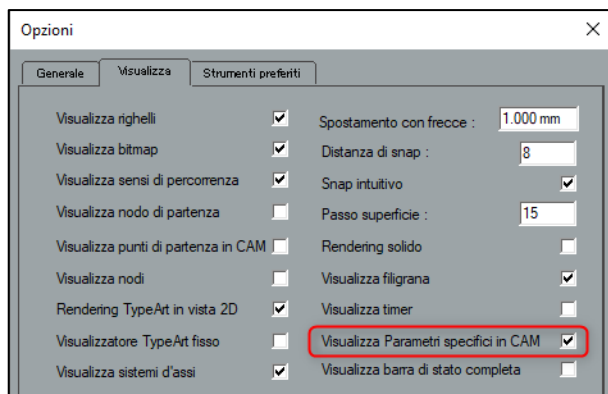 Opzioni
Generale
Visualizza
Strumenti preferiti
Visualizza righelli
Visualizza bitmap
Visualizza sensi di percorrenza
Visualizza nodo di partenza
Visualizza punti di partenza in CAM
Visualizza nodi
Rendering TypeArt in vista 2D
Visualizzatore TypeArt fisso
Visualizza sistemi d'assi
Spostamento con frecce : 1.000 mm
Distanza di snap : 8
Snap intuitivo
Passo superficie : 15
Rendering solido
Visualizza filigrana
Visualizza timer
Visualizza Parametri specifici in CAM
Visualizza barra di stato completa